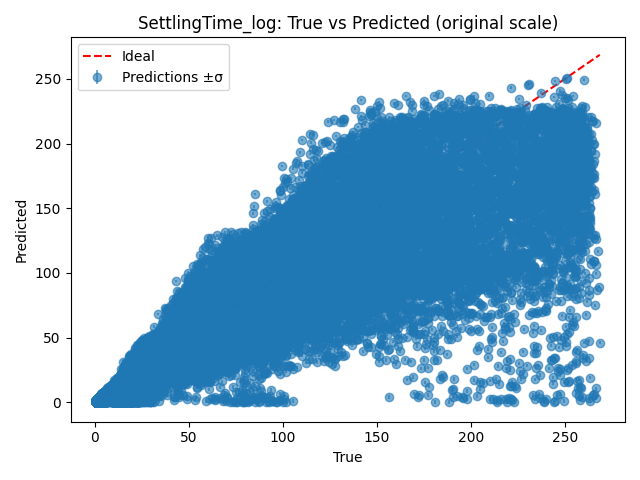 SettlingTime_log: True vs Predicted (original scale)
Ideal
Predictions ±σ
250
200
150
100
50
0
Predicted
0 50 100 150 200 250
True